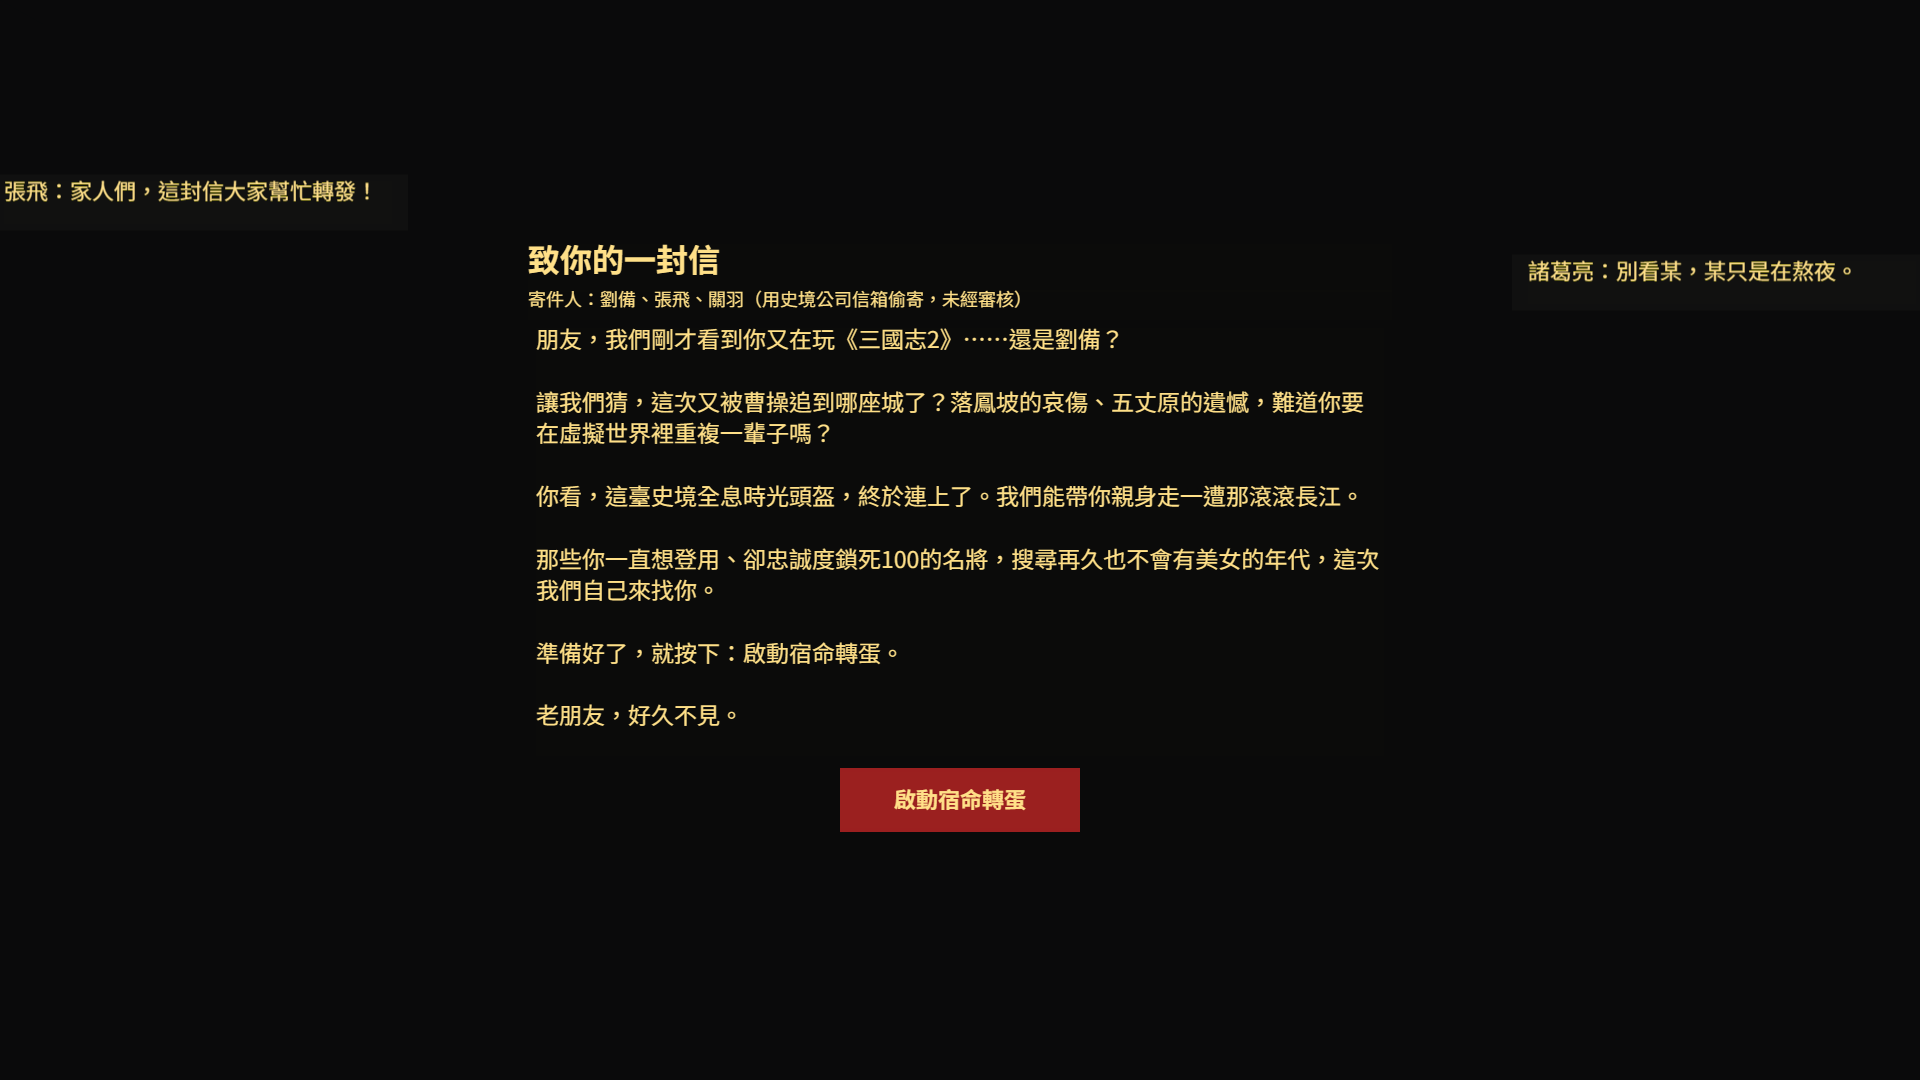 張飛：家人們，這封信大家幫忙轉發！
致你的一封信
諸葛亮：別看某，某只是在熬夜。
寄件人：劉備、張飛、關羽（用史境公司信箱偷寄，未經審核）
朋友，我們剛才看到你又在玩《三國志2》……還是劉備？
讓我們猜，這次又被曹操追到哪座城了？落鳳坡的哀傷、五丈原的遺憾，難道你要
在虛擬世界裡重複一輩子嗎？
你看，這臺史境全息時光頭盔，終於連上了。我們能帶你親身走一遭那滾滾長江。
那些你一直想登用、卻忠誠度鎖死100的名將，搜尋再久也不會有美女的年代，這次
我們自己來找你。
準備好了，就按下：啟動宿命轉蛋。
老朋友，好久不見。
啟動宿命轉蛋